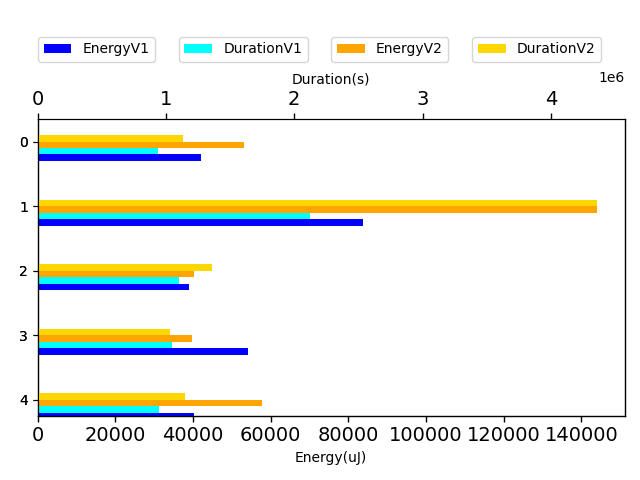 EnergyV1 DurationV1 EnergyV2 DurationV2
Duration(s)
1e6
0 1 2 3 4
0
1
2
3
4
0 20000 40000 60000 80000 100000 120000 140000
Energy(uJ)